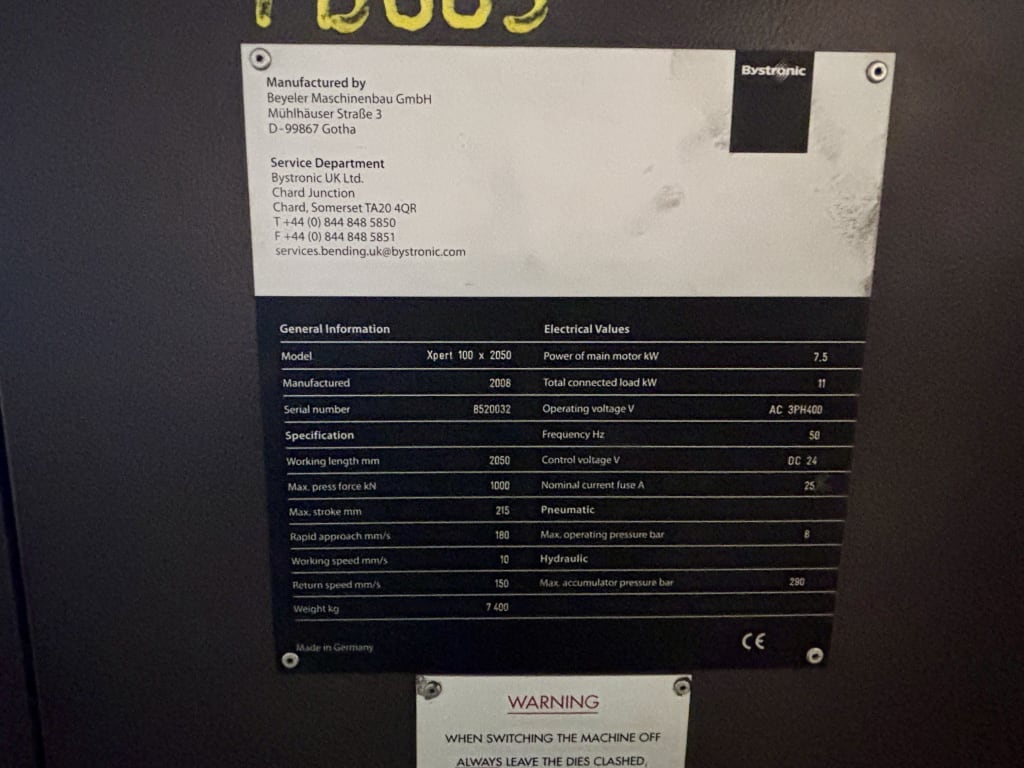 Manufactured by
Beyeler Maschinenbau GmbH
Mühlhäuser Straße 3
D-99867 Gotha
Bystronic
Service Department
Bystronic UK Ltd.
Chard Junction
Chard, Somerset TA20 4QR
T +44 (0) 844 848 5850
F +44 (0) 844 848 5851
services.bending.uk@bystronic.com
General Information
Model Xpert 100 x 2050
Manufactured 2008
Serial number 8520032
Specification
Working length mm 2050
Max. press force kN 1000
Max. stroke mm 215
Rapid approach mm/s 180
Working speed mm/s 10
Return speed mm/s 150
Weight kg 7 400
Made in Germany
Electrical Values
Power of main motor kW 7.5
Total connected load kW 11
Operating voltage V AC 3PH400
Frequency Hz 50
Control voltage V DC 24
Nominal current fuse A 25
Pneumatic
Max. operating pressure bar 8
Hydraulic
Max. accumulator pressure bar 290
CE
WARNING
WHEN SWITCHING THE MACHINE OFF
ALWAYS LEAVE THE DIES CLASHED,